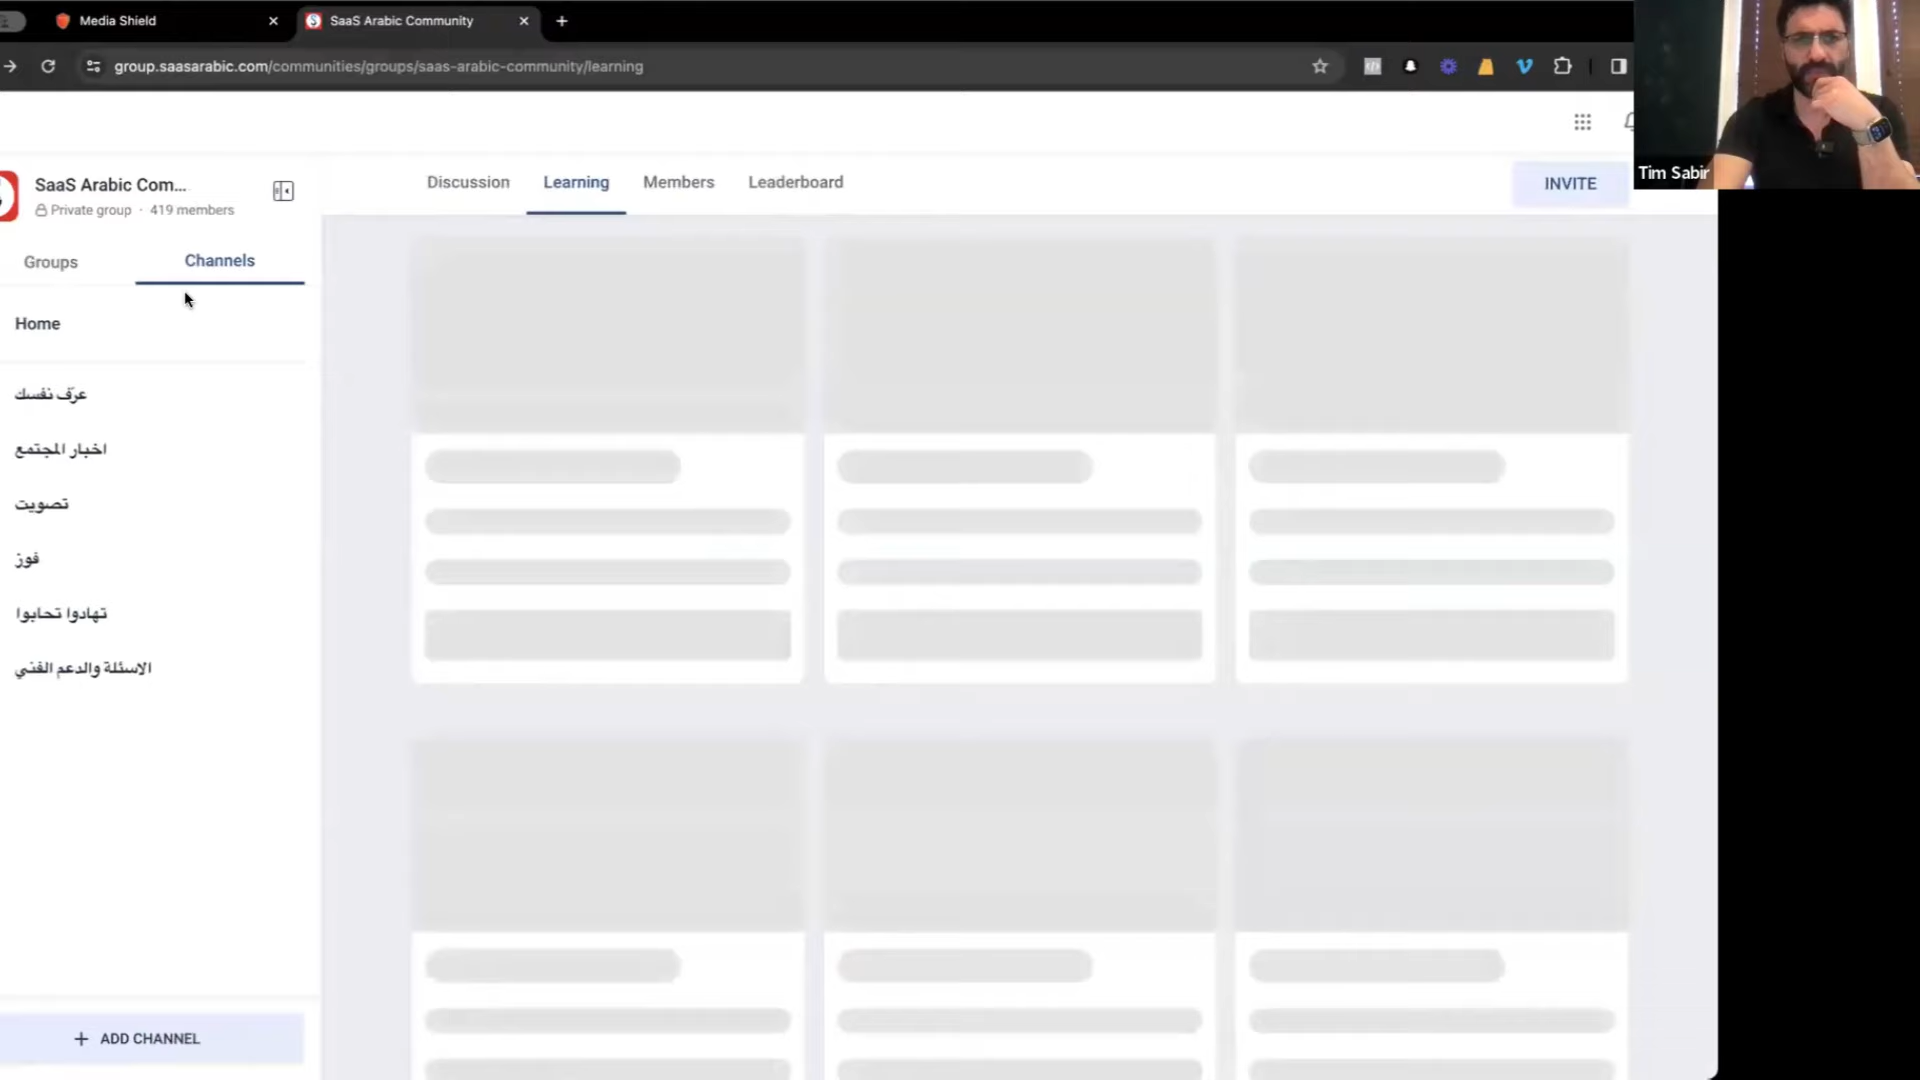 Media Shield
SaaS Arabic Community
group.saasarabic.com/communities/groups/saas-arabic-community/learning
Tim Sabir
SaaS Arabic Com...
Private group · 419 members
Discussion
Learning
Members
Leaderboard
INVITE
Groups
Channels
Home
عرّف نفسك
اخبار المجتمع
تصويت
فوز
تهادوا تحابوا
الاسئلة والدعم الفني
+ ADD CHANNEL